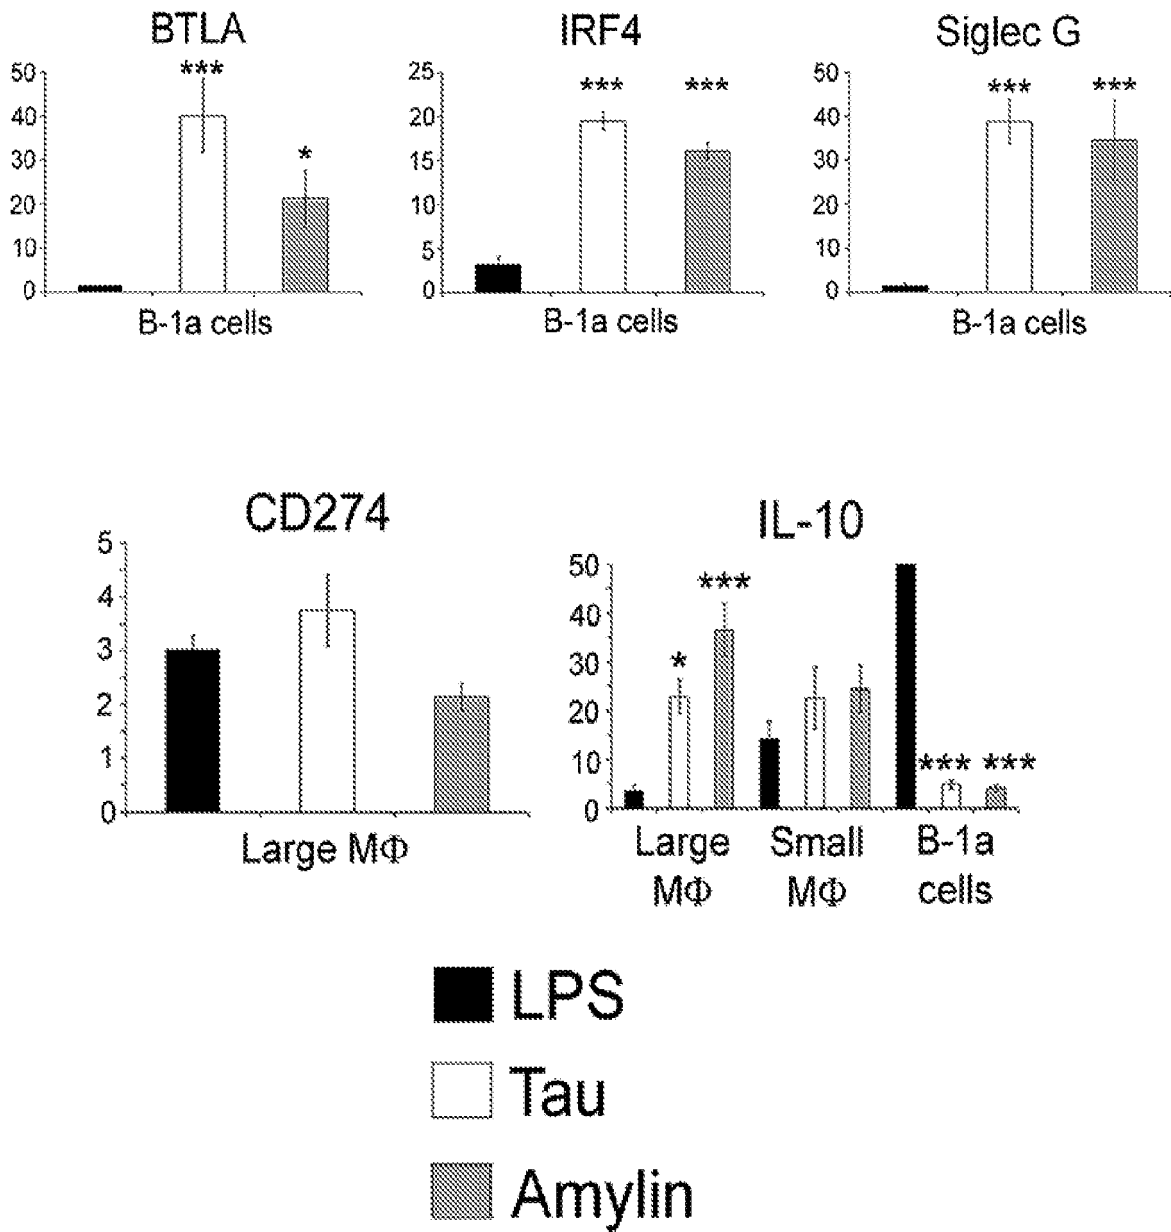 BTLA
50
40
30
20
10
0
***
*
B-1a cells
IRF4
25
20
15
10
5
0
***
***
B-1a cells
Siglec G
50
40
30
20
10
0
***
***
B-1a cells
CD274
5
4
3
2
1
0
Large MΦ
IL-10
50
40
30
20
10
0
*
***
***
***
Large
MΦ
Small
MΦ
B-1a
cells
LPS
Tau
Amylin